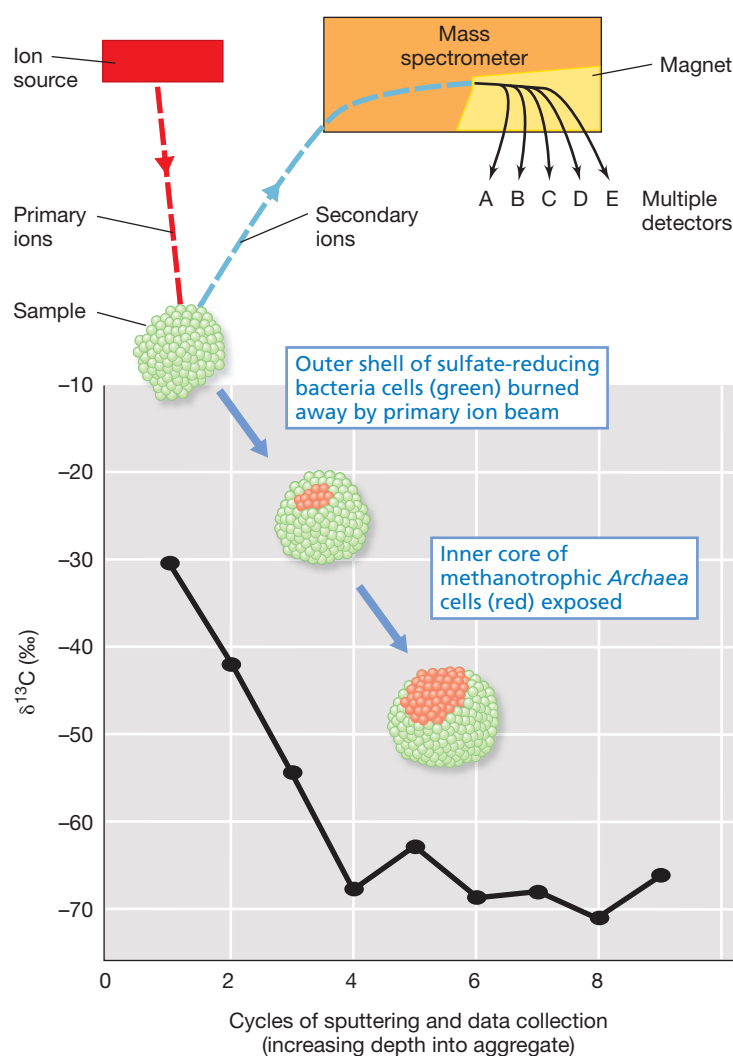 Ion
source
Mass
spectrometer
Magnet
Primary
ions
Secondary
ions
A B C D E
Multiple
detectors
Sample
Outer shell of sulfate-reducing
bacteria cells (green) burned
away by primary ion beam
Inner core of
methanotrophic Archaea
cells (red) exposed
δ¹³C (‰)
–10
–20
–30
–40
–50
–60
–70
0 2 4 6 8
Cycles of sputtering and data collection
(increasing depth into aggregate)